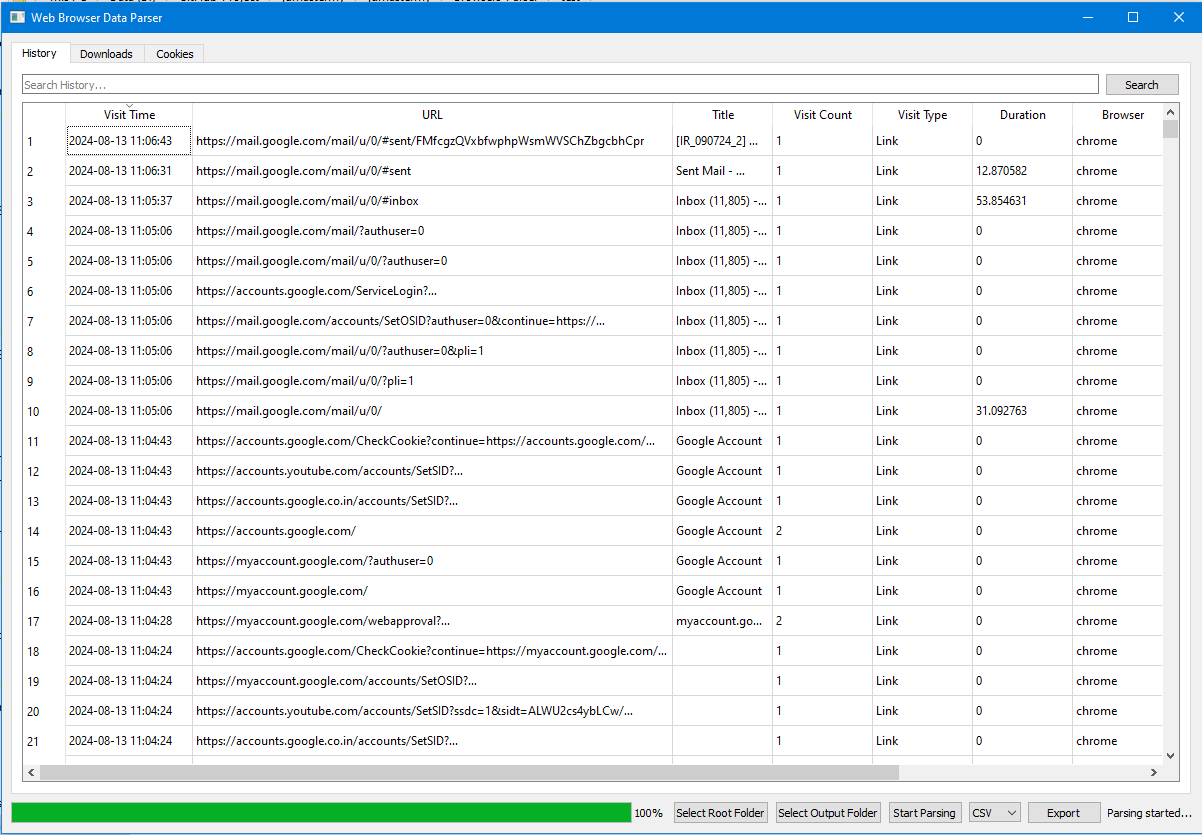 Web Browser Data Parser
History Downloads Cookies
Search History... Search
Visit Time URL Title Visit Count Visit Type Duration Browser
1 2024-08-13 11:06:43 https://mail.google.com/mail/u/0/#sent/FMfcgzQVxbfwphpWsmWVSChZbgcbhCpr [IR_090724_2] ... 1 Link 0 chrome
2 2024-08-13 11:06:31 https://mail.google.com/mail/u/0/#sent Sent Mail - ... 1 Link 12.870582 chrome
3 2024-08-13 11:05:37 https://mail.google.com/mail/u/0/#inbox Inbox (11,805) -... 1 Link 53.854631 chrome
4 2024-08-13 11:05:06 https://mail.google.com/mail/?authuser=0 Inbox (11,805) -... 1 Link 0 chrome
5 2024-08-13 11:05:06 https://mail.google.com/mail/u/0/?authuser=0 Inbox (11,805) -... 1 Link 0 chrome
6 2024-08-13 11:05:06 https://accounts.google.com/ServiceLogin?... Inbox (11,805) -... 1 Link 0 chrome
7 2024-08-13 11:05:06 https://mail.google.com/accounts/SetOSID?authuser=0&continue=https://... Inbox (11,805) -... 1 Link 0 chrome
8 2024-08-13 11:05:06 https://mail.google.com/mail/u/0/?authuser=0&pli=1 Inbox (11,805) -... 1 Link 0 chrome
9 2024-08-13 11:05:06 https://mail.google.com/mail/u/0/?pli=1 Inbox (11,805) -... 1 Link 0 chrome
10 2024-08-13 11:05:06 https://mail.google.com/mail/u/0/ Inbox (11,805) -... 1 Link 31.092763 chrome
11 2024-08-13 11:04:43 https://accounts.google.com/CheckCookie?continue=https://accounts.google.com/... Google Account 1 Link 0 chrome
12 2024-08-13 11:04:43 https://accounts.youtube.com/accounts/SetSID?... Google Account 1 Link 0 chrome
13 2024-08-13 11:04:43 https://accounts.google.co.in/accounts/SetSID?... Google Account 1 Link 0 chrome
14 2024-08-13 11:04:43 https://accounts.google.com/ Google Account 2 Link 0 chrome
15 2024-08-13 11:04:43 https://myaccount.google.com/?authuser=0 Google Account 1 Link 0 chrome
16 2024-08-13 11:04:43 https://myaccount.google.com/ Google Account 1 Link 0 chrome
17 2024-08-13 11:04:28 https://myaccount.google.com/webapproval?... myaccount.go... 2 Link 0 chrome
18 2024-08-13 11:04:24 https://accounts.google.com/CheckCookie?continue=https://myaccount.google.com/... 1 Link 0 chrome
19 2024-08-13 11:04:24 https://myaccount.google.com/accounts/SetOSID?... 1 Link 0 chrome
20 2024-08-13 11:04:24 https://accounts.youtube.com/accounts/SetSID?ssdc=1&sidt=ALWU2cs4ybLCw/... 1 Link 0 chrome
21 2024-08-13 11:04:24 https://accounts.google.co.in/accounts/SetSID?... 1 Link 0 chrome
100% Select Root Folder Select Output Folder Start Parsing CSV Export Parsing started...